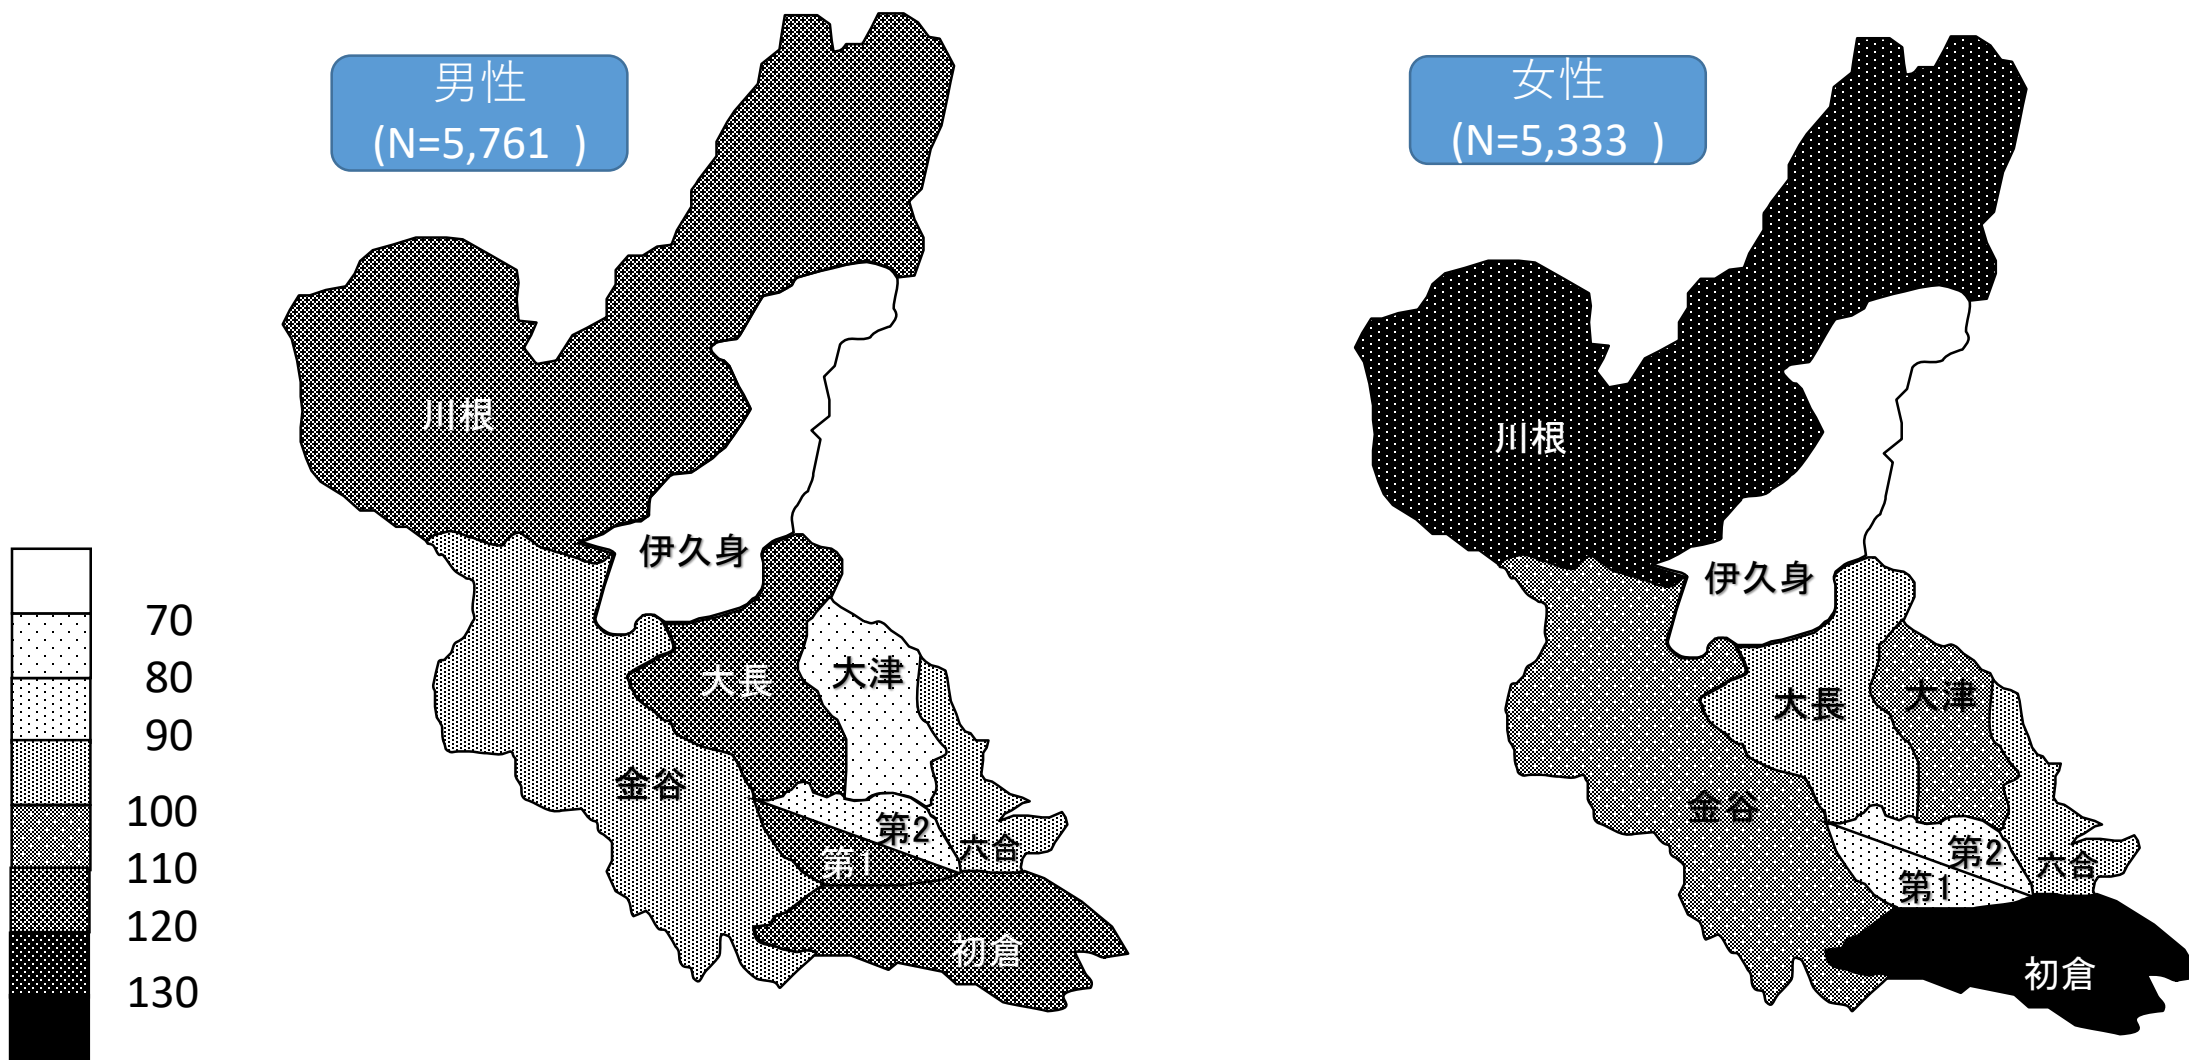 男性
(N=5,761 )
川根
伊久身
大長
大津
金谷
第2
第1
六合
初倉
70
80
90
100
110
120
130
女性
(N=5,333 )
川根
伊久身
大長
大津
金谷
第2
第1
六合
初倉